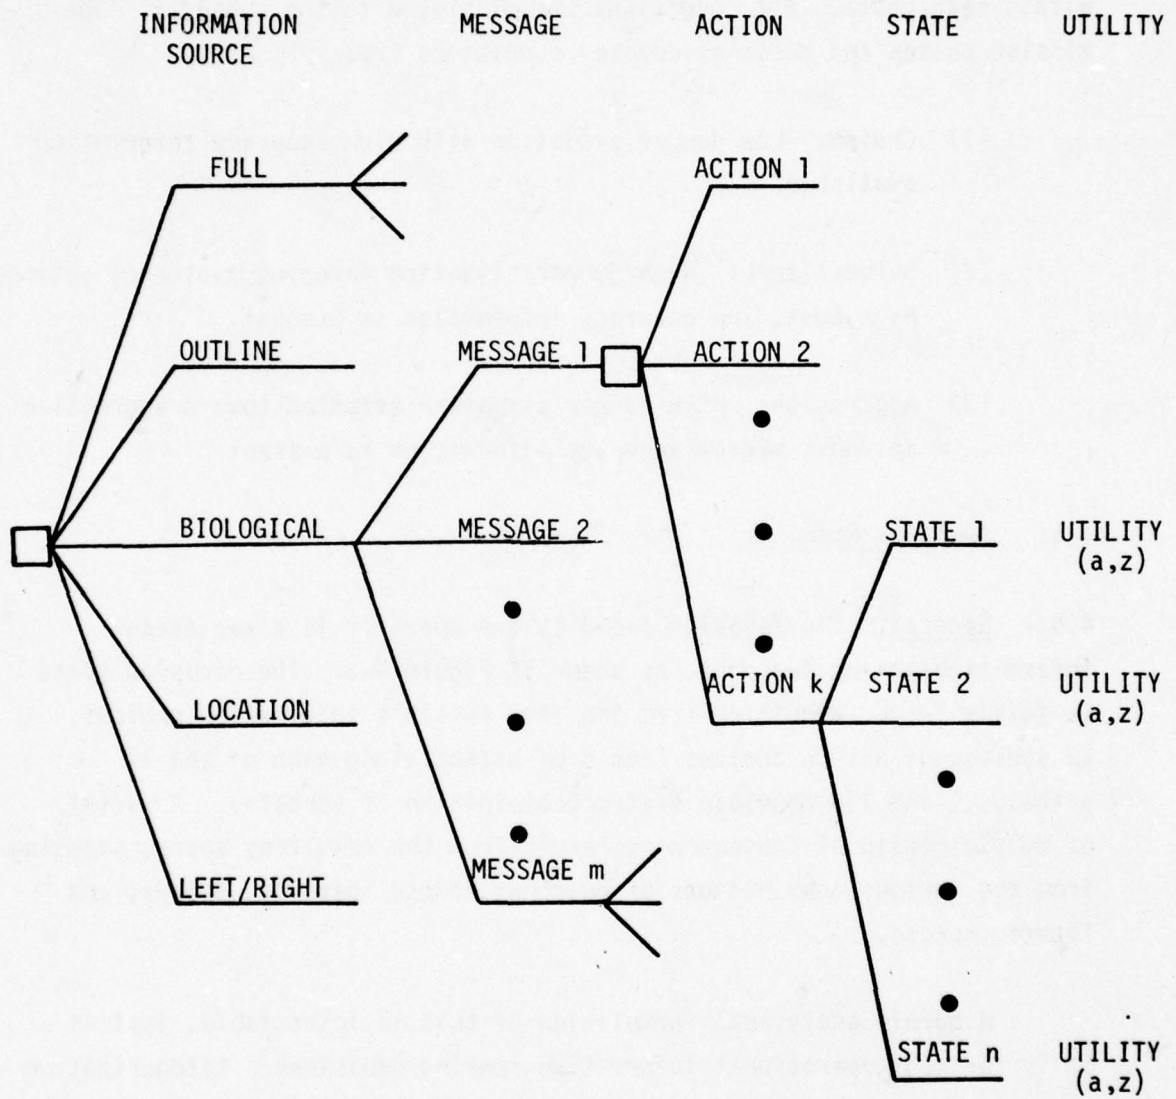 INFORMATION SOURCE
MESSAGE
ACTION
STATE
UTILITY
FULL
ACTION 1
OUTLINE
MESSAGE 1
ACTION 2
BIOLOGICAL
MESSAGE 2
STATE 1
UTILITY
(a,z)
LOCATION
ACTION k
STATE 2
UTILITY
(a,z)
LEFT/RIGHT
MESSAGE m
STATE n
UTILITY
(a,z)